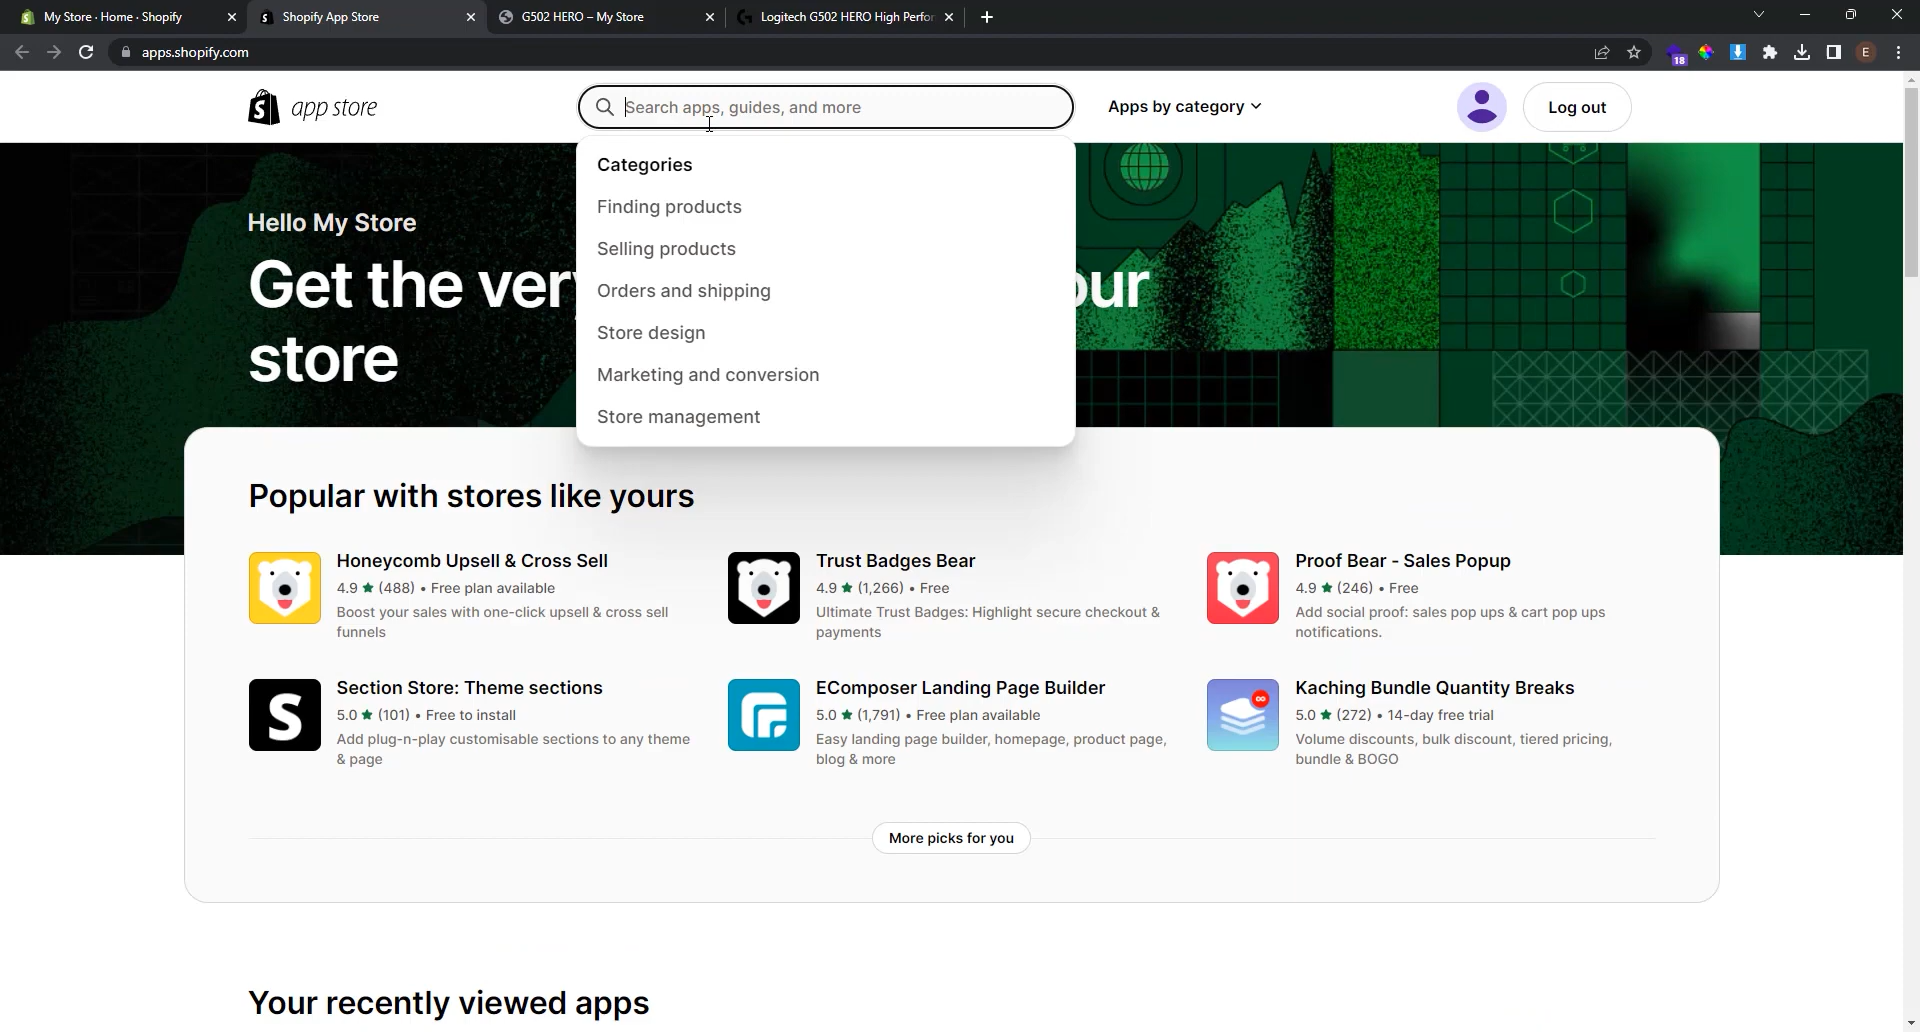 My Store · Home · Shopify
Shopify App Store
G502 HERO – My Store
Logitech G502 HERO High Perfor
apps.shopify.com
18
E
app store
Search apps, guides, and more
Apps by category
Log out
Categories
Finding products
Selling products
Orders and shipping
Store design
Marketing and conversion
Store management
Hello My Store
Get the ver
our
store
Popular with stores like yours
Honeycomb Upsell & Cross Sell
4.9 ★ (488) • Free plan available
Boost your sales with one-click upsell & cross sell
funnels
Trust Badges Bear
4.9 ★ (1,266) • Free
Ultimate Trust Badges: Highlight secure checkout &
payments
Proof Bear - Sales Popup
4.9 ★ (246) • Free
Add social proof: sales pop ups & cart pop ups
notifications.
S
Section Store: Theme sections
5.0 ★ (101) • Free to install
Add plug-n-play customisable sections to any theme
& page
EComposer Landing Page Builder
5.0 ★ (1,791) • Free plan available
Easy landing page builder, homepage, product page,
blog & more
Kaching Bundle Quantity Breaks
5.0 ★ (272) • 14-day free trial
Volume discounts, bulk discount, tiered pricing,
bundle & BOGO
More picks for you
Your recently viewed apps